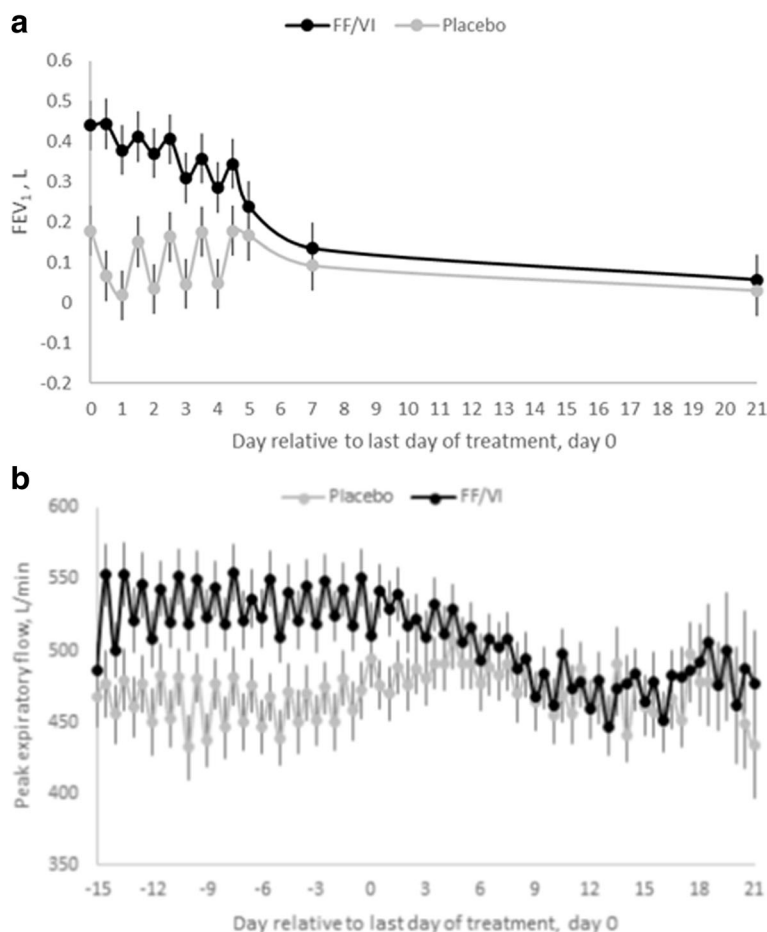 a
FF/VI Placebo
0.6
0.5
0.4
0.3
0.2
0.1
0
-0.1
-0.2
FEV1, L
0 1 2 3 4 5 6 7 8 9 10 11 12 13 14 15 16 17 18 19 20 21
Day relative to last day of treatment, day 0
b
Placebo FF/VI
600
550
500
450
400
350
Peak expiratory flow, L/min
-15 -12 -9 -6 -3 0 3 6 9 12 15 18 21
Day relative to last day of treatment, day 0